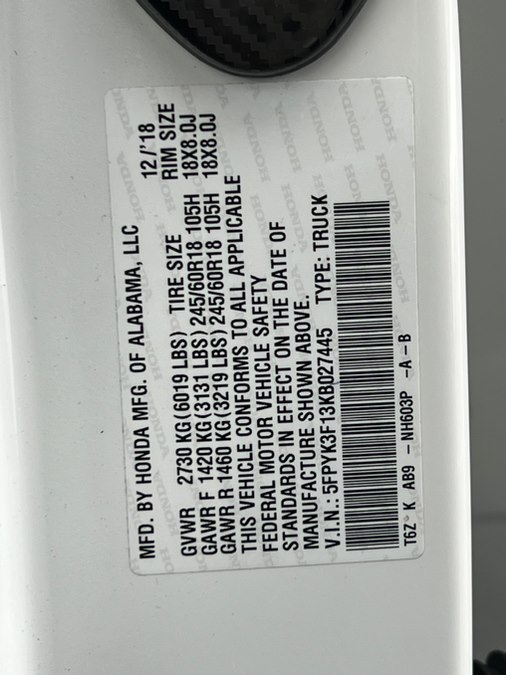 MFD. BY HONDA MFG. OF ALABAMA, LLC 12/'18
GVWR 2730 KG (6019 LBS) TIRE SIZE RIM SIZE
GAWR F 1420 KG (3131 LBS) 245/60R18 105H 18X8.0J
GAWR R 1460 KG (3219 LBS) 245/60R18 105H 18X8.0J
THIS VEHICLE CONFORMS TO ALL APPLICABLE
FEDERAL MOTOR VEHICLE SAFETY
STANDARDS IN EFFECT ON THE DATE OF
MANUFACTURE SHOWN ABOVE.
V.I.N.: 5FPYK3F13KB027445 TYPE: TRUCK
T6Z* K AB9 - NH603P -A-B